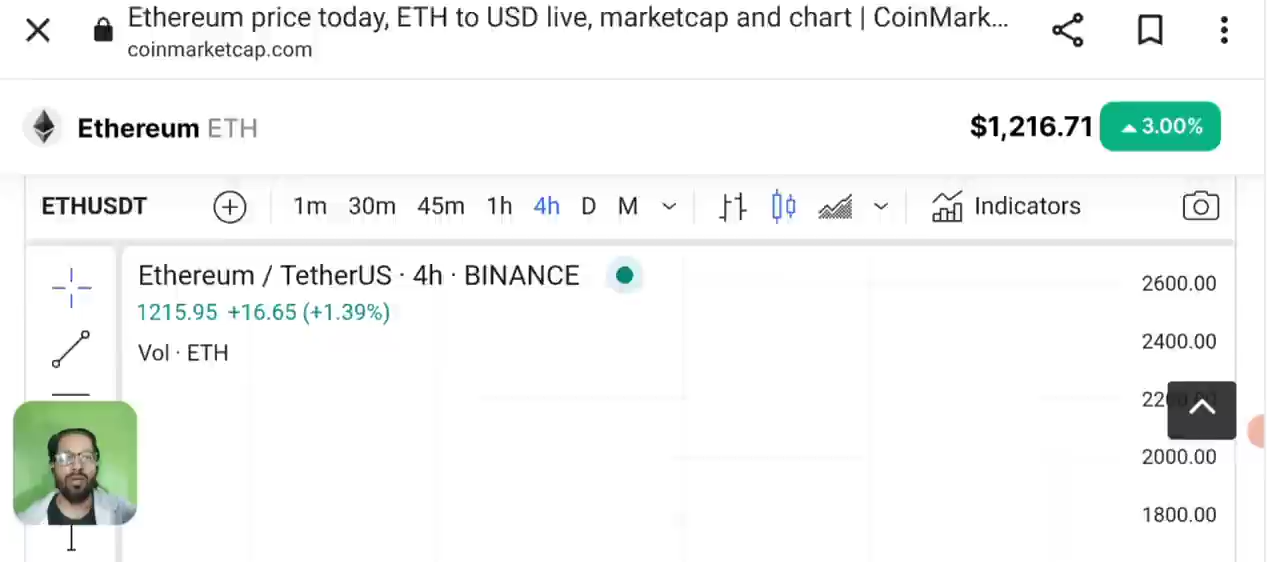 Ethereum price today, ETH to USD live, marketcap and chart | CoinMark...
coinmarketcap.com
Ethereum ETH
$1,216.71 3.00%
ETHUSDT 1m 30m 45m 1h 4h D M Indicators
Ethereum / TetherUS · 4h · BINANCE
1215.95 +16.65 (+1.39%)
Vol · ETH
2600.00
2400.00
2000.00
1800.00